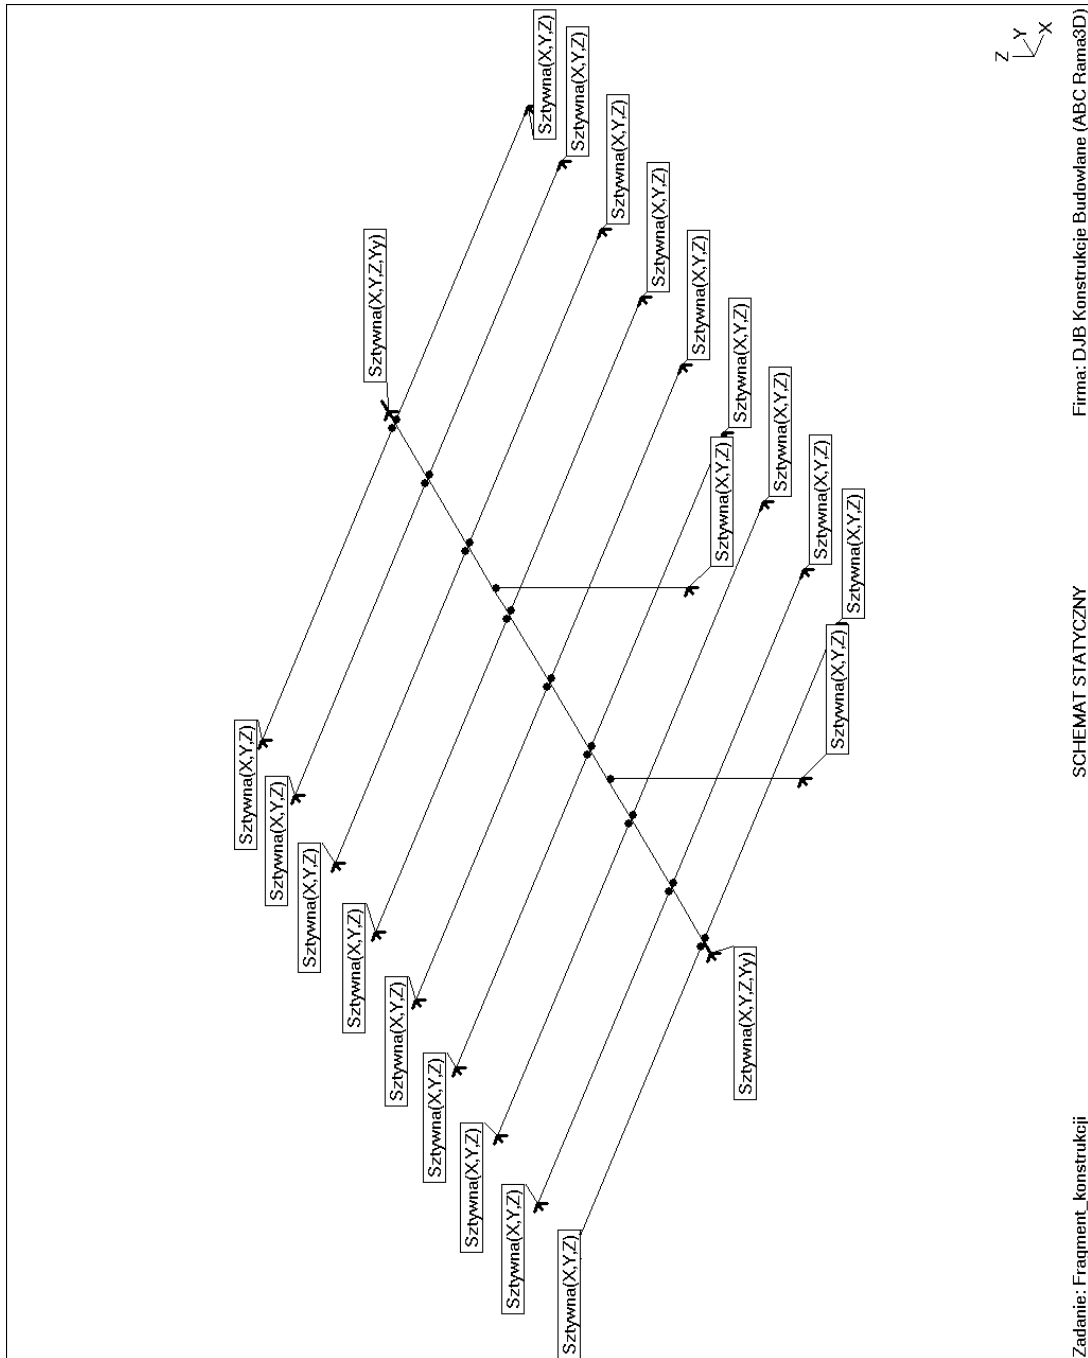 Sztywna(X,Y,Z)
Sztywna(X,Y,Z)
Sztywna(X,Y,Z)
Sztywna(X,Y,Z)
Sztywna(X,Y,Z,Yy)
Sztywna(X,Y,Z)
Sztywna(X,Y,Z)
Sztywna(X,Y,Z)
Sztywna(X,Y,Z)
Sztywna(X,Y,Z)
Sztywna(X,Y,Z)
Sztywna(X,Y,Z)
Sztywna(X,Y,Z)
Sztywna(X,Y,Z)
Sztywna(X,Y,Z)
Sztywna(X,Y,Z)
Sztywna(X,Y,Z)
Sztywna(X,Y,Z,Yy)
Sztywna(X,Y,Z)
Sztywna(X,Y,Z)
Sztywna(X,Y,Z)
Sztywna(X,Y,Z)
Z
Y
X
Zadanie: Fragment_konstrukcji
SCHEMAT STATYCZNY
Firma: DJB Konstrukcje Budowlane (ABC Rama3D)